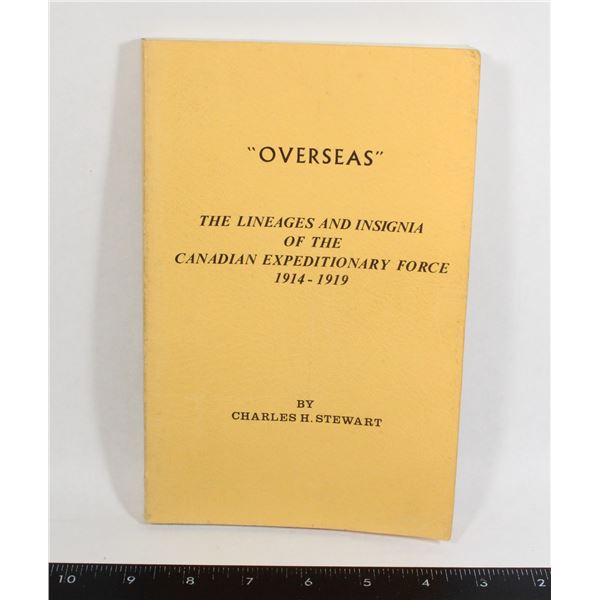 "OVERSEAS"
THE LINEAGES AND INSIGNIA
OF THE
CANADIAN EXPEDITIONARY FORCE
1914 - 1919
BY
CHARLES H. STEWART
10 9 8 7 6 5 4 3 2